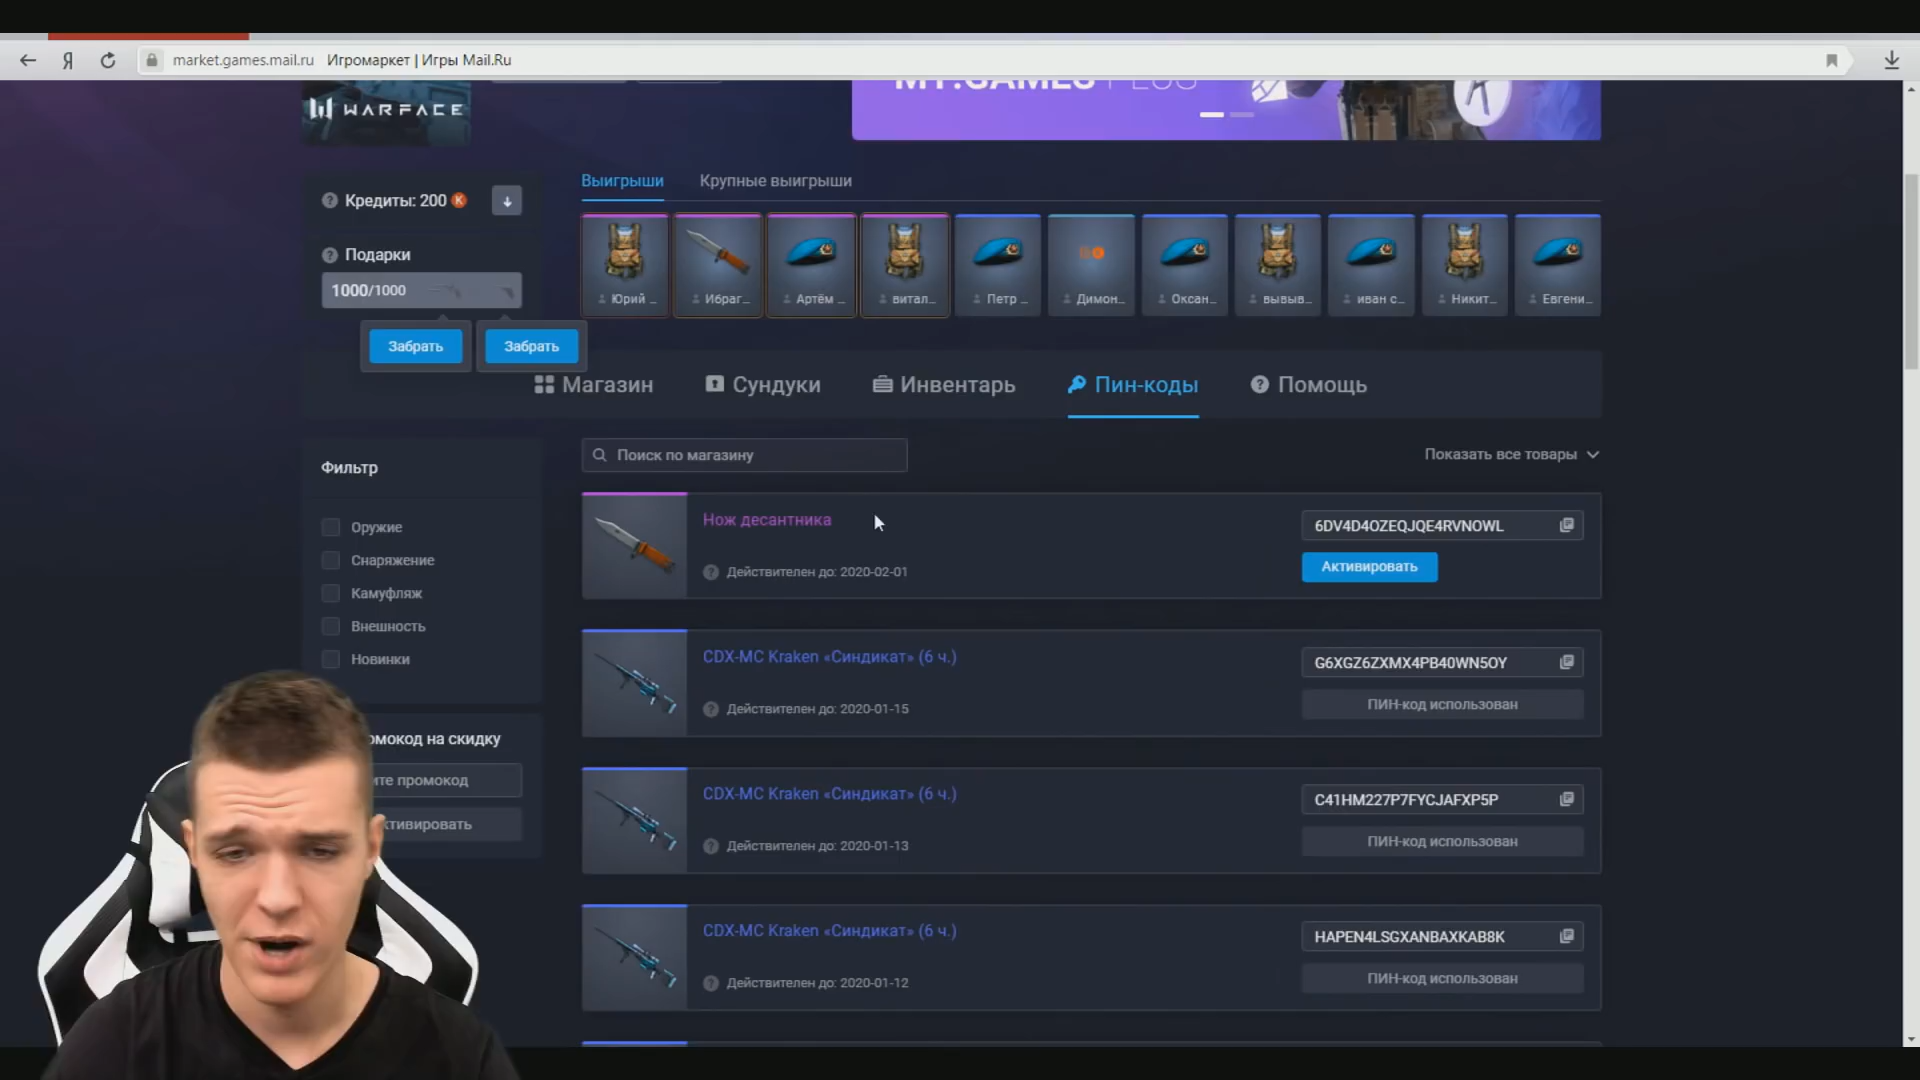 Я
market.games.mail.ru Игромаркет | Игры Mail.Ru
WARFACE
MY.GAMES | PLUS
Кредиты: 200 К
Подарки
1000/1000
Забрать
Забрать
Выигрыши
Крупные выигрыши
Юрий ...
Ибраг...
Артём ...
витал...
Петр ...
Димон...
Оксан...
вывыв...
иван с...
Никит...
Евгени...
Магазин
Сундуки
Инвентарь
Пин-коды
Помощь
Фильтр
Оружие
Снаряжение
Камуфляж
Внешность
Новинки
омокод на скидку
ите промокод
ктивировать
Поиск по магазину
Показать все товары
Нож десантника
Действителен до: 2020-02-01
6DV4D4OZEQJQE4RVNOWL
Активировать
CDX-MC Kraken «Синдикат» (6 ч.)
Действителен до: 2020-01-15
G6XGZ6ZXMX4PB40WN5OY
ПИН-код использован
CDX-MC Kraken «Синдикат» (6 ч.)
Действителен до: 2020-01-13
C41HM227P7FYCJAFXP5P
ПИН-код использован
CDX-MC Kraken «Синдикат» (6 ч.)
Действителен до: 2020-01-12
HAPEN4LSGXANBAXKAB8K
ПИН-код использован